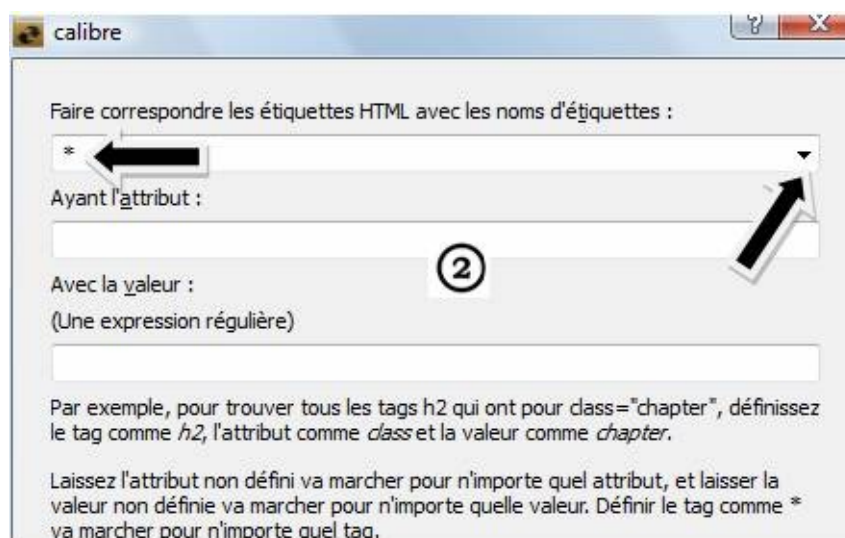 calibre
Faire correspondre les étiquettes HTML avec les noms d'étiquettes :
*
Ayant l'attribut :
2
Avec la valeur :
(Une expression régulière)
Par exemple, pour trouver tous les tags h2 qui ont pour class="chapter", définissez
le tag comme h2, l'attribut comme class et la valeur comme chapter.
Laissez l'attribut non défini va marcher pour n'importe quel attribut, et laisser la
valeur non définie va marcher pour n'importe quelle valeur. Définir le tag comme *
va marcher pour n'importe quel tag.